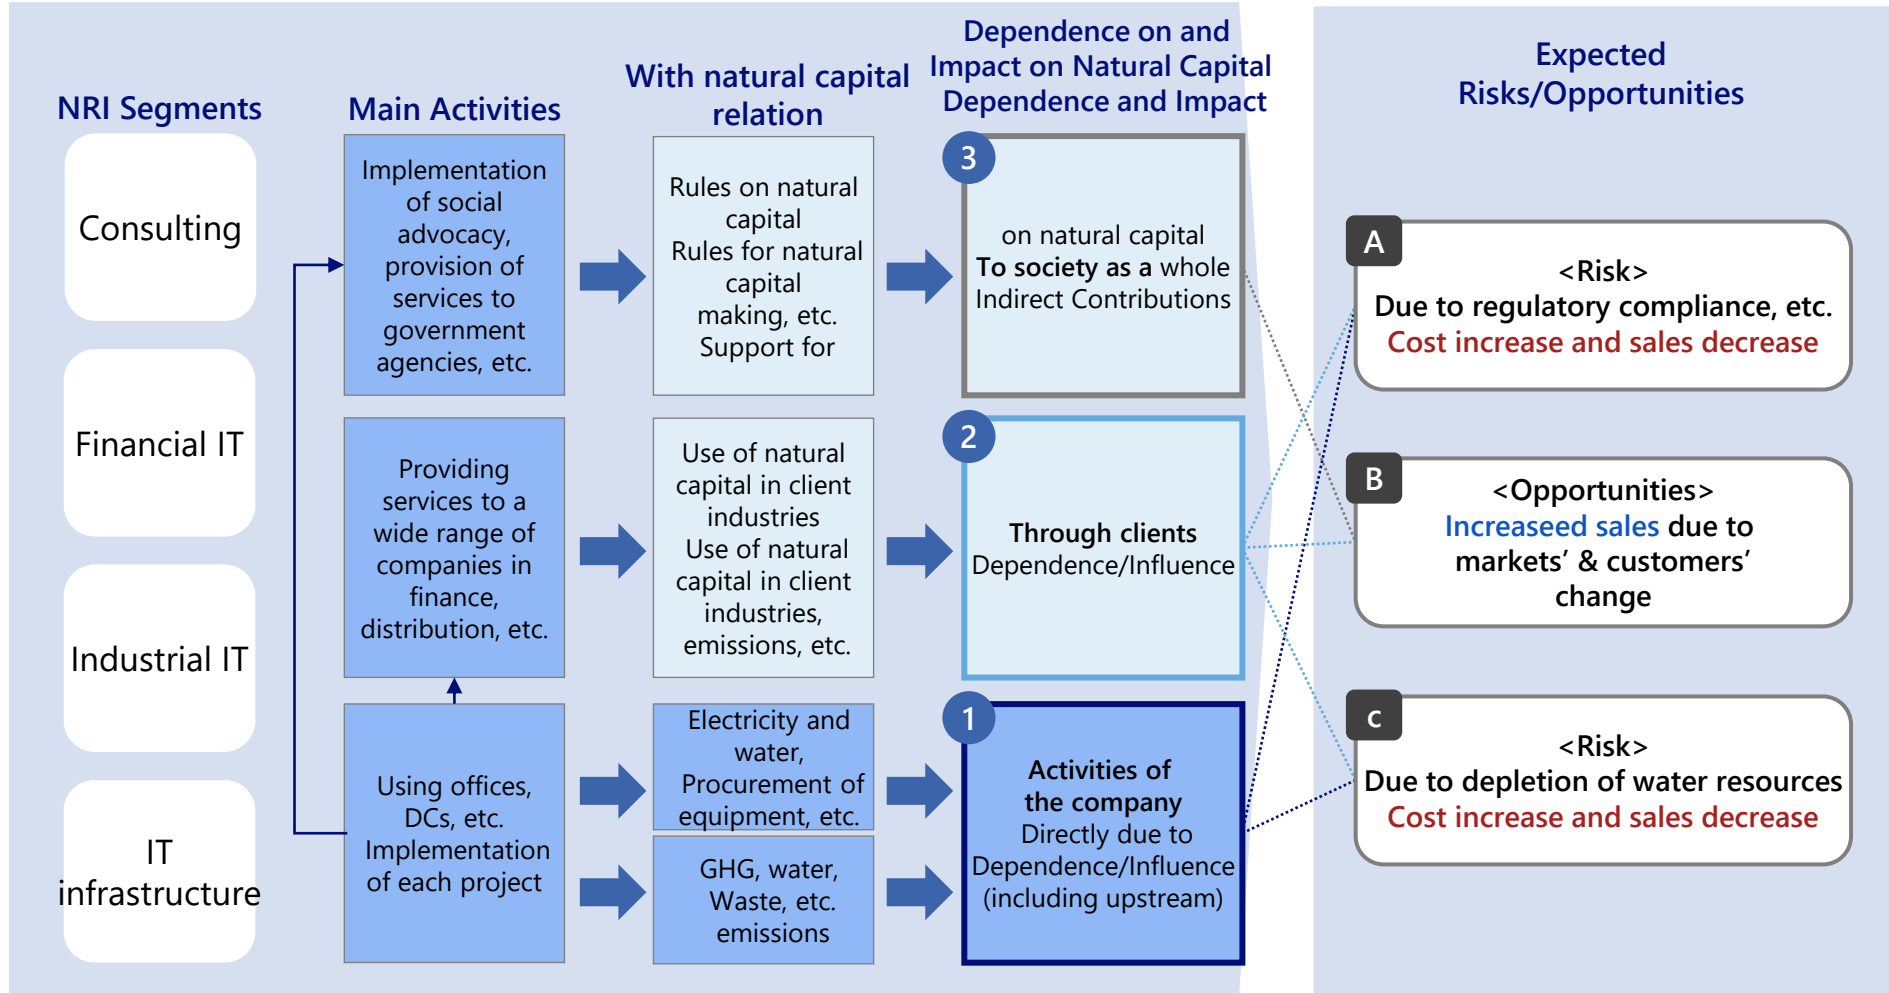 NRI Segments
Consulting
Financial IT
Industrial IT
IT
infrastructure
Main Activities
Implementation
of social
advocacy,
provision of
services to
government
agencies, etc.
Providing
services to a
wide range of
companies in
finance,
distribution, etc.
Using offices,
DCs, etc.
Implementation
of each project
With natural capital
relation
Rules on natural
capital
Rules for natural
capital
making, etc.
Support for
Use of natural
capital in client
industries
Use of natural
capital in client
industries,
emissions, etc.
Electricity and
water,
Procurement of
equipment, etc.
GHG, water,
Waste, etc.
emissions
Dependence on and
Impact on Natural Capital
Dependence and Impact
3
on natural capital
To society as a whole
Indirect Contributions
2
Through clients
Dependence/Influence
1
Activities of
the company
Directly due to
Dependence/Influence
(including upstream)
Expected
Risks/Opportunities
A
<Risk>
Due to regulatory compliance, etc.
Cost increase and sales decrease
B
<Opportunities>
Increaseed sales due to
markets’ & customers’
change
c
<Risk>
Due to depletion of water resources
Cost increase and sales decrease